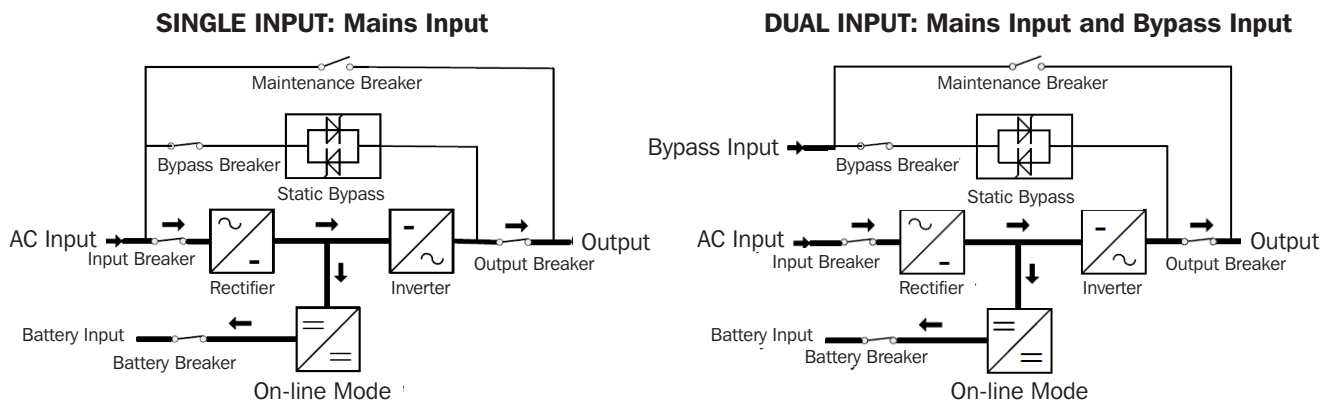 SINGLE INPUT: Mains Input
Maintenance Breaker
Bypass Breaker
Static Bypass
AC Input
Input Breaker
Rectifier
Inverter
Output
Output Breaker
Battery Input
Battery Breaker
On-line Mode
DUAL INPUT: Mains Input and Bypass Input
Maintenance Breaker
Bypass Input
Bypass Breaker
Static Bypass
AC Input
Input Breaker
Rectifier
Inverter
Output
Output Breaker
Battery Input
Battery Breaker
On-line Mode